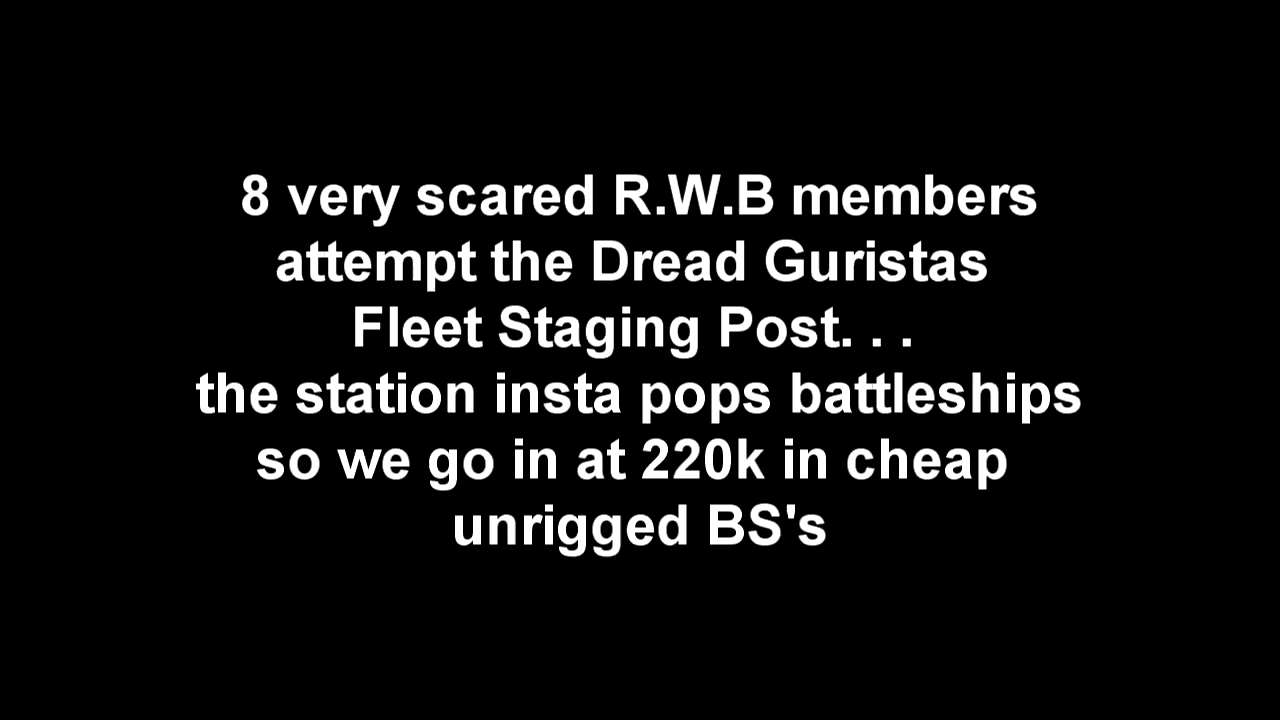 8 very scared R.W.B members
attempt the Dread Guristas
Fleet Staging Post. . .
the station insta pops battleships
so we go in at 220k in cheap
unrigged BS's